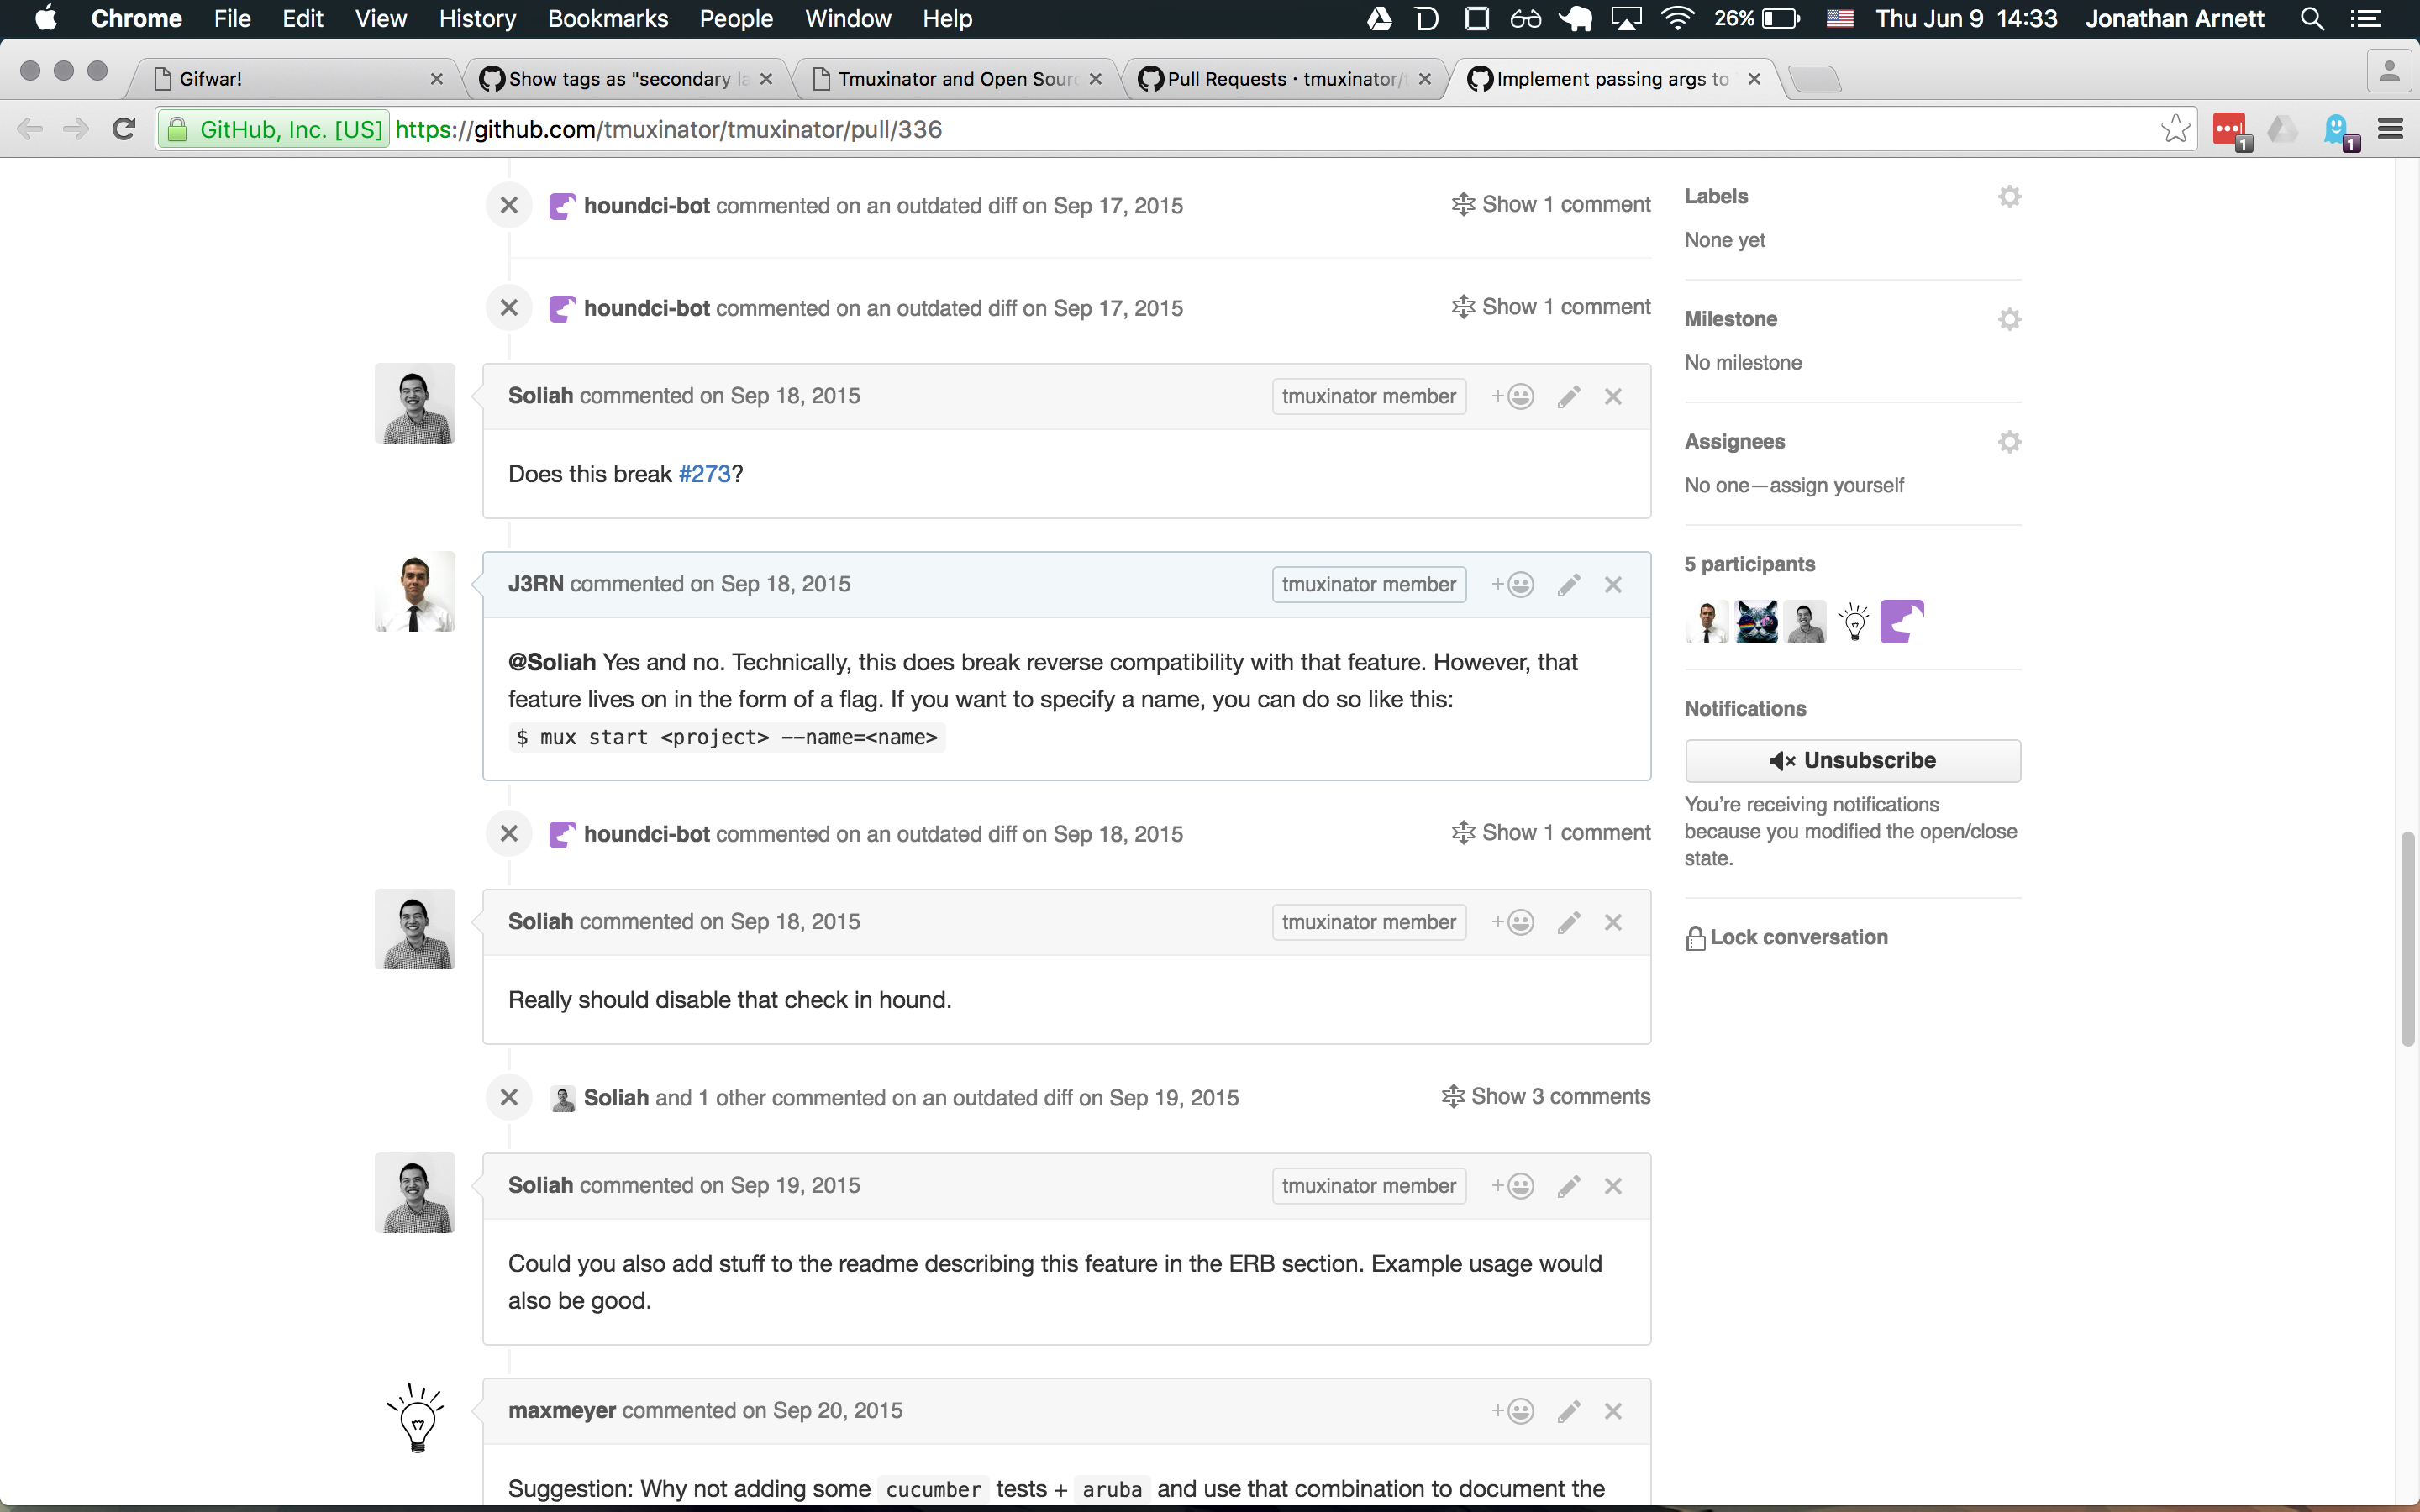 Chrome File Edit View History Bookmarks People Window Help 26% Thu Jun 9 14:33 Jonathan Arnett
Gifwar!
Show tags as "secondary la
Tmuxinator and Open Sour
Pull Requests · tmuxinator/
Implement passing args to
GitHub, Inc. [US] https://github.com/tmuxinator/tmuxinator/pull/336
1
1
houndci-bot commented on an outdated diff on Sep 17, 2015 Show 1 comment
houndci-bot commented on an outdated diff on Sep 17, 2015 Show 1 comment
Soliah commented on Sep 18, 2015 tmuxinator member
Does this break #273?
J3RN commented on Sep 18, 2015 tmuxinator member
@Soliah Yes and no. Technically, this does break reverse compatibility with that feature. However, that
feature lives on in the form of a flag. If you want to specify a name, you can do so like this:
$ mux start <project> --name=<name>
houndci-bot commented on an outdated diff on Sep 18, 2015 Show 1 comment
Soliah commented on Sep 18, 2015 tmuxinator member
Really should disable that check in hound.
Soliah and 1 other commented on an outdated diff on Sep 19, 2015 Show 3 comments
Soliah commented on Sep 19, 2015 tmuxinator member
Could you also add stuff to the readme describing this feature in the ERB section. Example usage would
also be good.
maxmeyer commented on Sep 20, 2015
Suggestion: Why not adding some cucumber tests + aruba and use that combination to document the
Labels
None yet
Milestone
No milestone
Assignees
No one—assign yourself
5 participants
Notifications
Unsubscribe
You're receiving notifications
because you modified the open/close
state.
Lock conversation